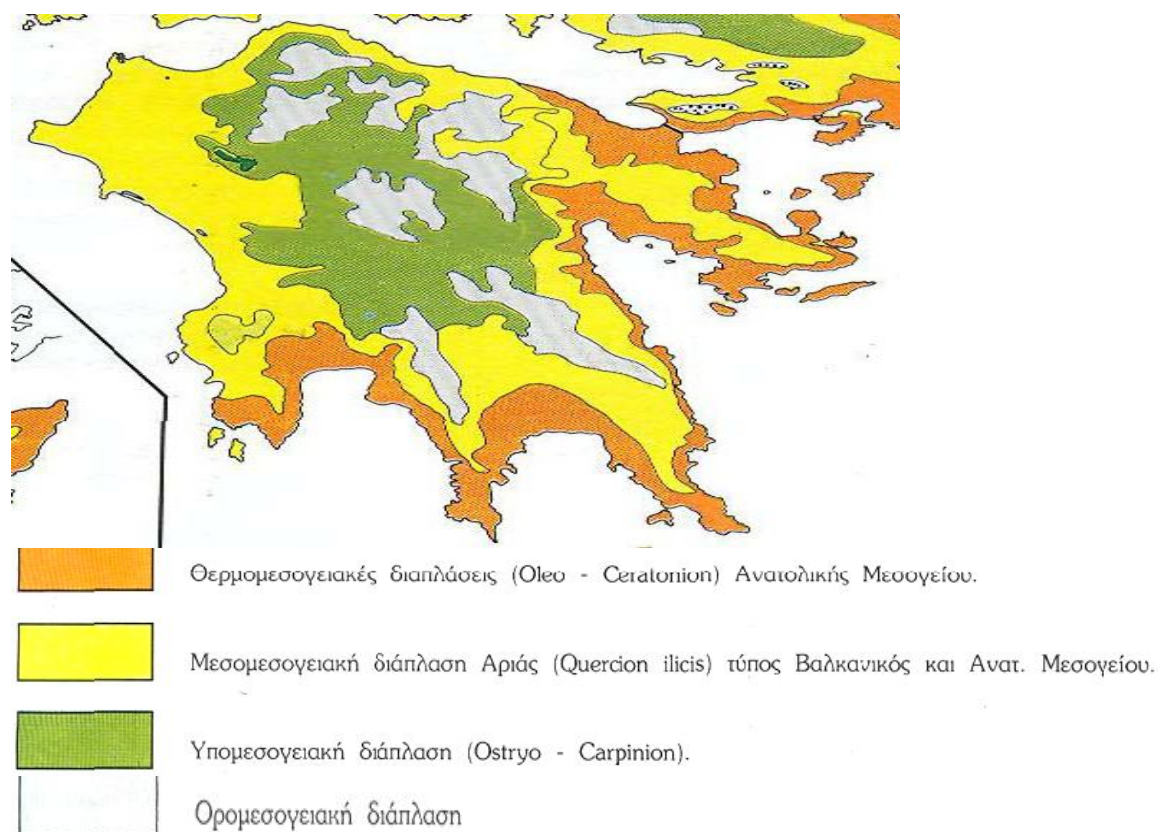 Θερμομεσογειακές διαπλάσεις (Oleo - Ceratonion) Ανατολικής Μεσογείου.
Μεσομεσογειακή διάπλαση Αριάς (Quercion ilicis) τύπος Βαλκανικός και Ανατ. Μεσογείου.
Υπομεσογειακή διάπλαση (Ostryo - Carpinion).
Ορομεσογειακή διάπλαση